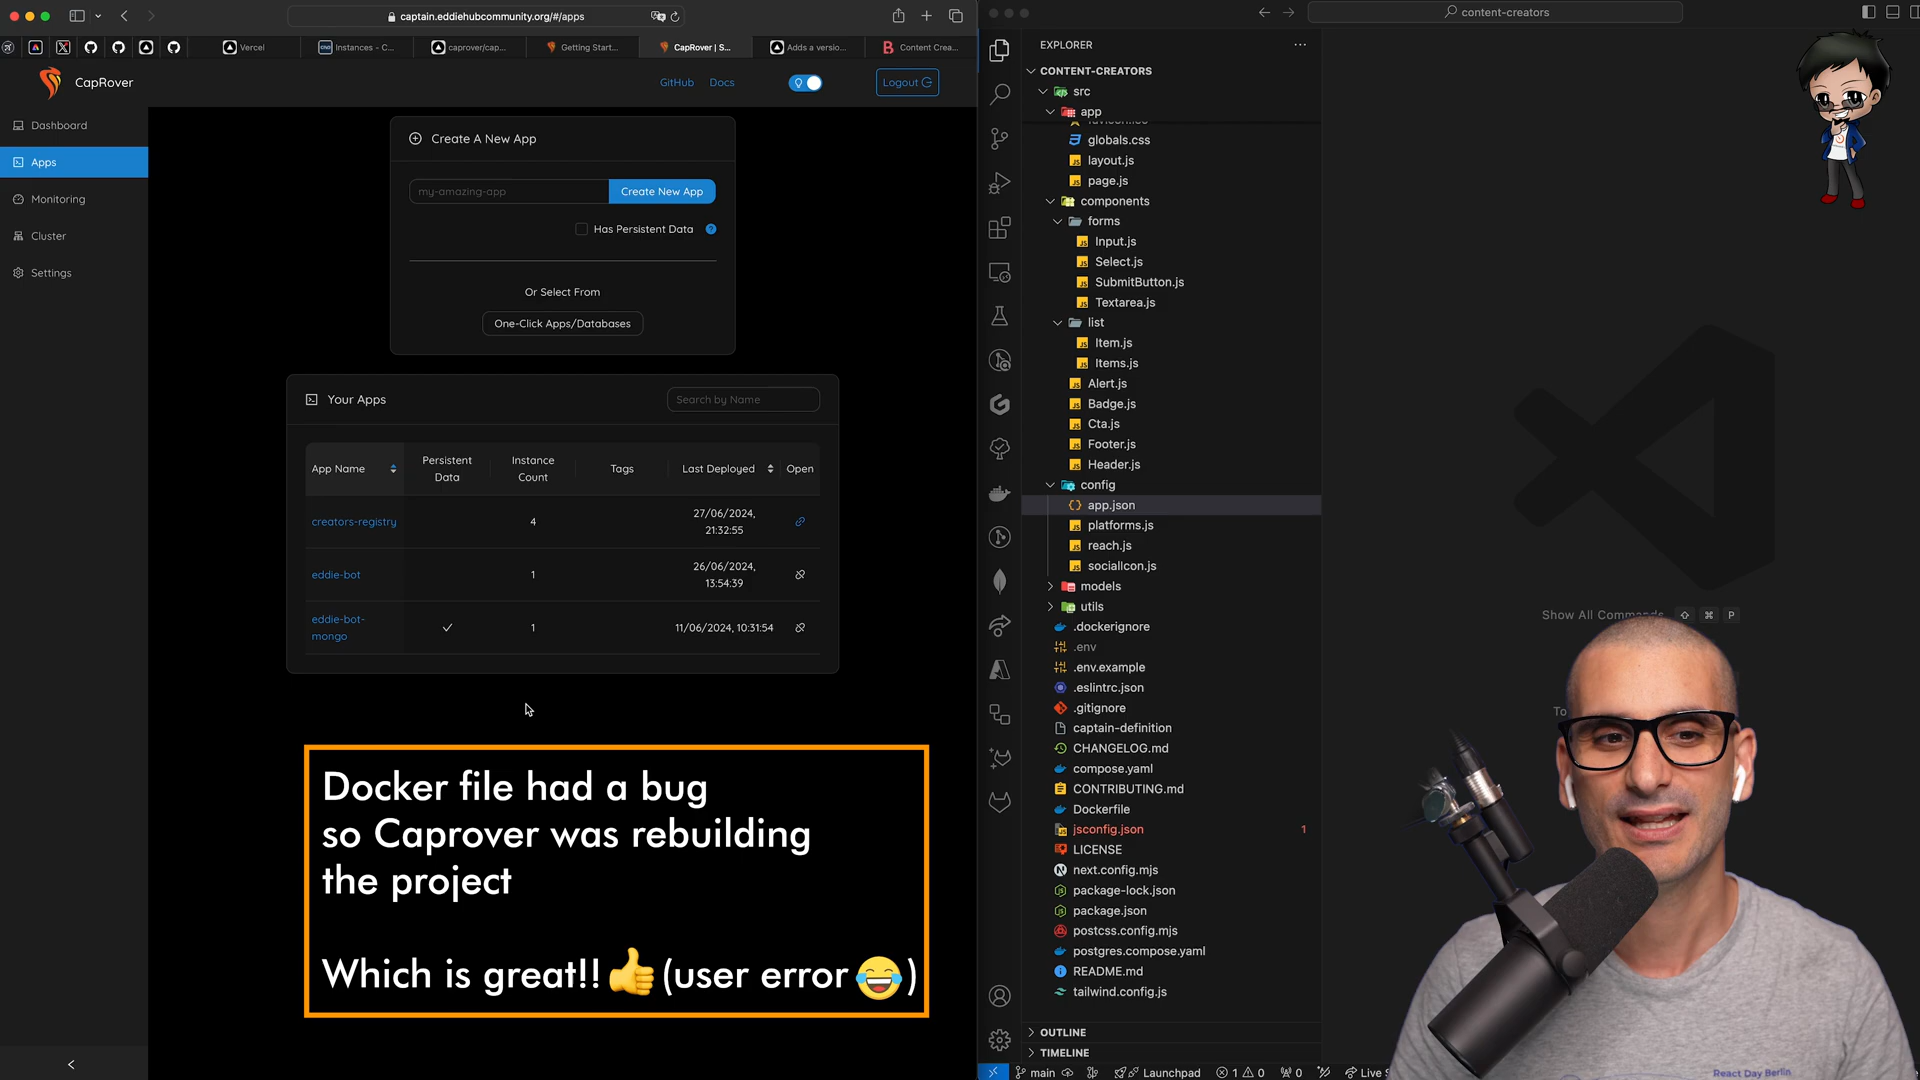 captain.eddiehubcommunity.org/#/apps
Vercel
Instances - C...
caprover/cap...
Getting Start...
CapRover | S...
Adds a versio...
Content Crea...
CapRover
GitHub
Docs
Logout
Dashboard
Apps
Monitoring
Cluster
Settings
Create A New App
my-amazing-app
Create New App
Has Persistent Data
Or Select From
One-Click Apps/Databases
Your Apps
Search by Name
App Name
Persistent Data
Instance Count
Tags
Last Deployed
Open
creators-registry
4
27/06/2024, 21:32:55
eddie-bot
1
26/06/2024, 13:54:39
eddie-bot-mongo
1
11/06/2024, 10:31:54
Docker file had a bug
so Caprover was rebuilding
the project
Which is great!! 👍 (user error 😂)
content-creators
EXPLORER
CONTENT-CREATORS
src
app
globals.css
layout.js
page.js
components
forms
Input.js
Select.js
SubmitButton.js
Textarea.js
list
Item.js
Items.js
Alert.js
Badge.js
Cta.js
Footer.js
Header.js
config
app.json
platforms.js
reach.js
socialIcon.js
models
utils
.dockerignore
.env
.env.example
.eslintrc.json
.gitignore
captain-definition
CHANGELOG.md
compose.yaml
CONTRIBUTING.md
Dockerfile
jsconfig.json
1
LICENSE
next.config.mjs
package-lock.json
package.json
postcss.config.mjs
postgres.compose.yaml
README.md
tailwind.config.js
OUTLINE
TIMELINE
main
Launchpad
1
0
0
Live
Show All Commands
P
To
React Day Berlin